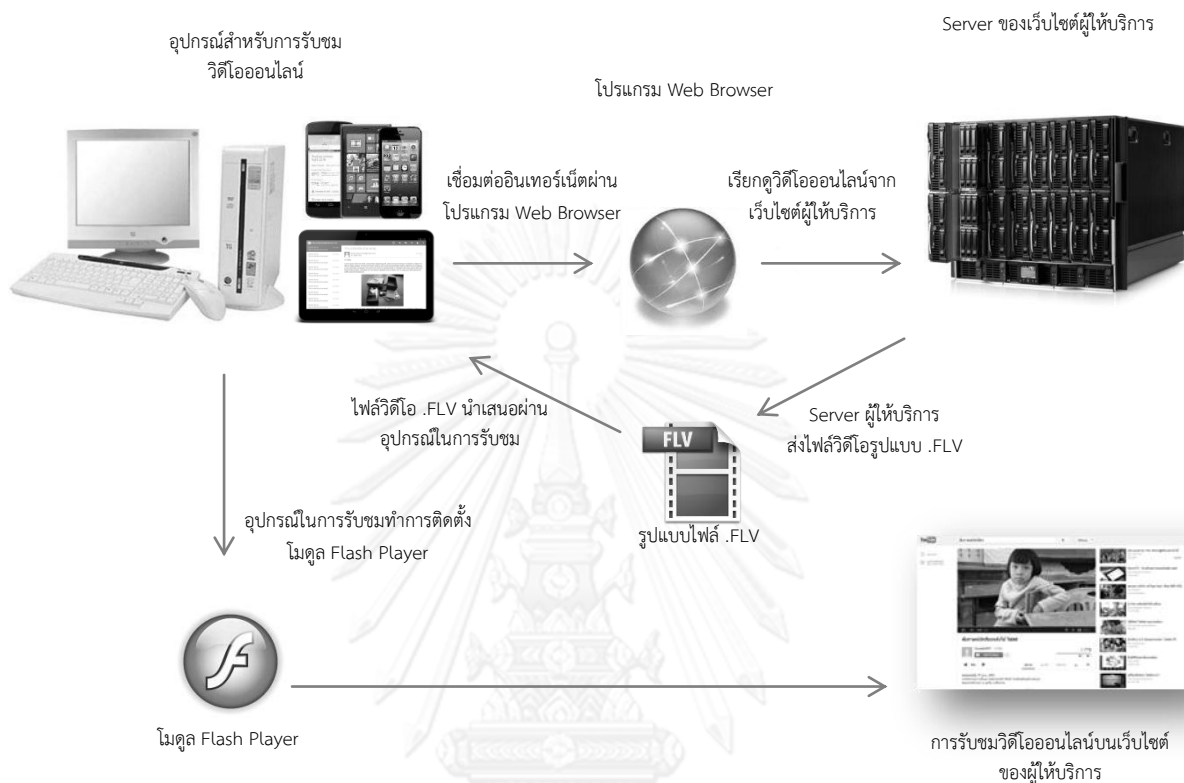 Server ของเว็บไซต์ผู้ให้บริการ
อุปกรณ์สำหรับการรับชม
วิดีโอออนไลน์
โปรแกรม Web Browser
เชื่อมต่ออินเทอร์เน็ตผ่าน
โปรแกรม Web Browser
เรียกดูวิดีโอออนไลน์จาก
เว็บไซต์ผู้ให้บริการ
ไฟล์วิดีโอ .FLV นำเสนอผ่าน
อุปกรณ์ในการรับชม
FLV
Server ผู้ให้บริการ
ส่งไฟล์วิดีโอรูปแบบ .FLV
รูปแบบไฟล์ .FLV
อุปกรณ์ในการรับชมทำการติดตั้ง
โมดูล Flash Player
โมดูล Flash Player
การรับชมวิดีโอออนไลน์บนเว็บไซต์
ของผู้ให้บริการ